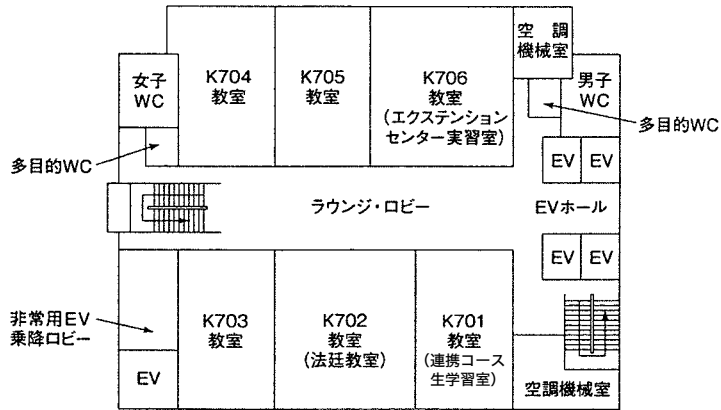 空調
機械室
女子
WC
K704
教室
K705
教室
K706
教室
(エクステンション
センター実習室)
男子
WC
多目的WC
多目的WC
EV
EV
ラウンジ・ロビー
EVホール
EV
EV
非常用EV
乗降ロビー
K703
教室
K702
教室
(法廷教室)
K701
教室
(連携コース
生学習室)
EV
空調機械室